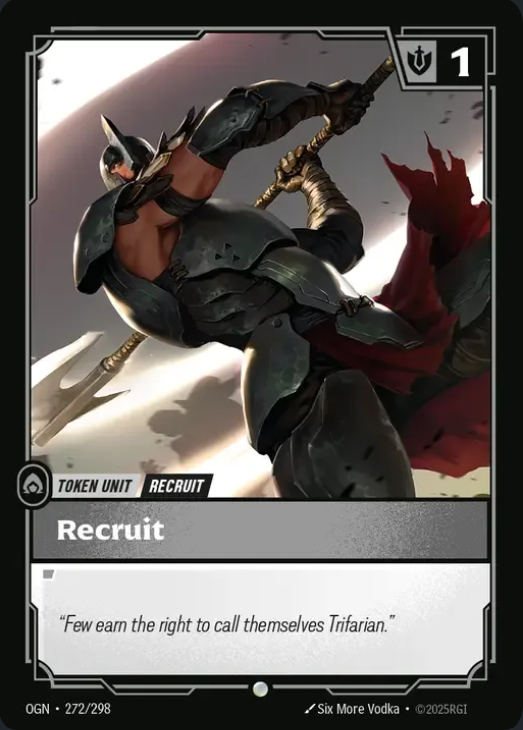 1
TOKEN UNIT RECRUIT
Recruit
“Few earn the right to call themselves Trifarian.”
OGN • 272/298 Six More Vodka • ©2025RGI